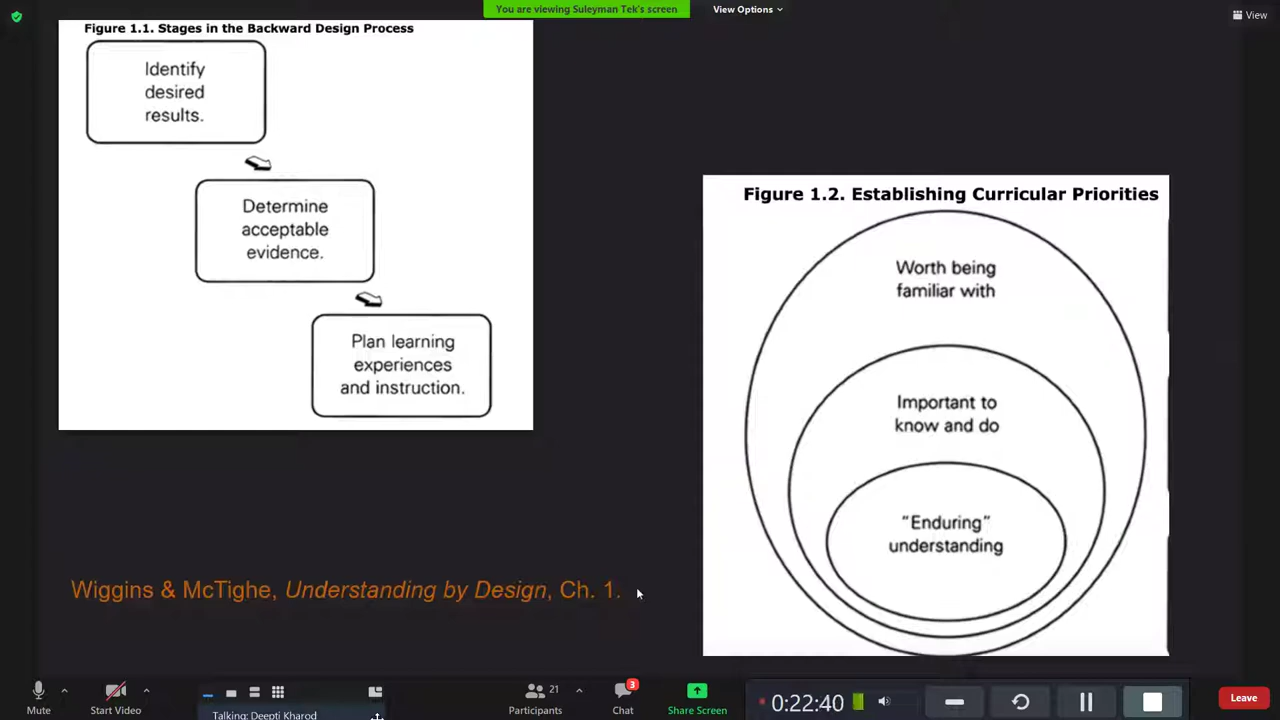 You are viewing Suleyman Tek's screen
View Options
View
Figure 1.1. Stages in the Backward Design Process
Identify
desired
results.
Determine
acceptable
evidence.
Plan learning
experiences
and instruction.
Figure 1.2. Establishing Curricular Priorities
Worth being
familiar with
Important to
know and do
“Enduring”
understanding
Wiggins & McTighe, Understanding by Design, Ch. 1.
Mute
Start Video
Talking: Deepti Kharod
21
Participants
3
Chat
Share Screen
0:22:40
Leave